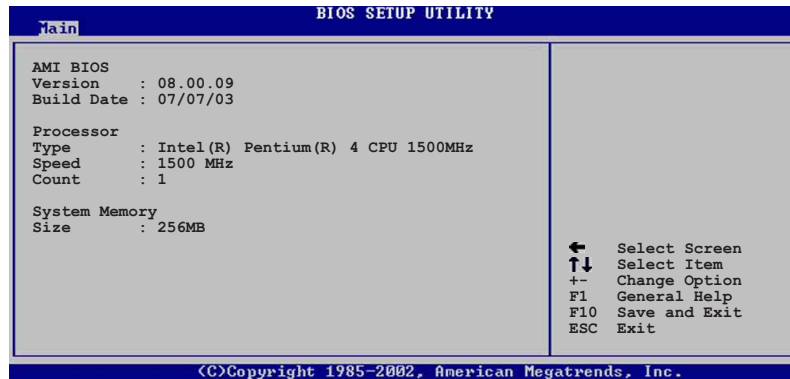 BIOS SETUP UTILITY
Main
AMI BIOS
Version : 08.00.09
Build Date : 07/07/03
Processor
Type : Intel(R) Pentium(R) 4 CPU 1500MHz
Speed : 1500 MHz
Count : 1
System Memory
Size : 256MB
← Select Screen
↑↓ Select Item
+- Change Option
F1 General Help
F10 Save and Exit
ESC Exit
(C)Copyright 1985-2002, American Megatrends, Inc.